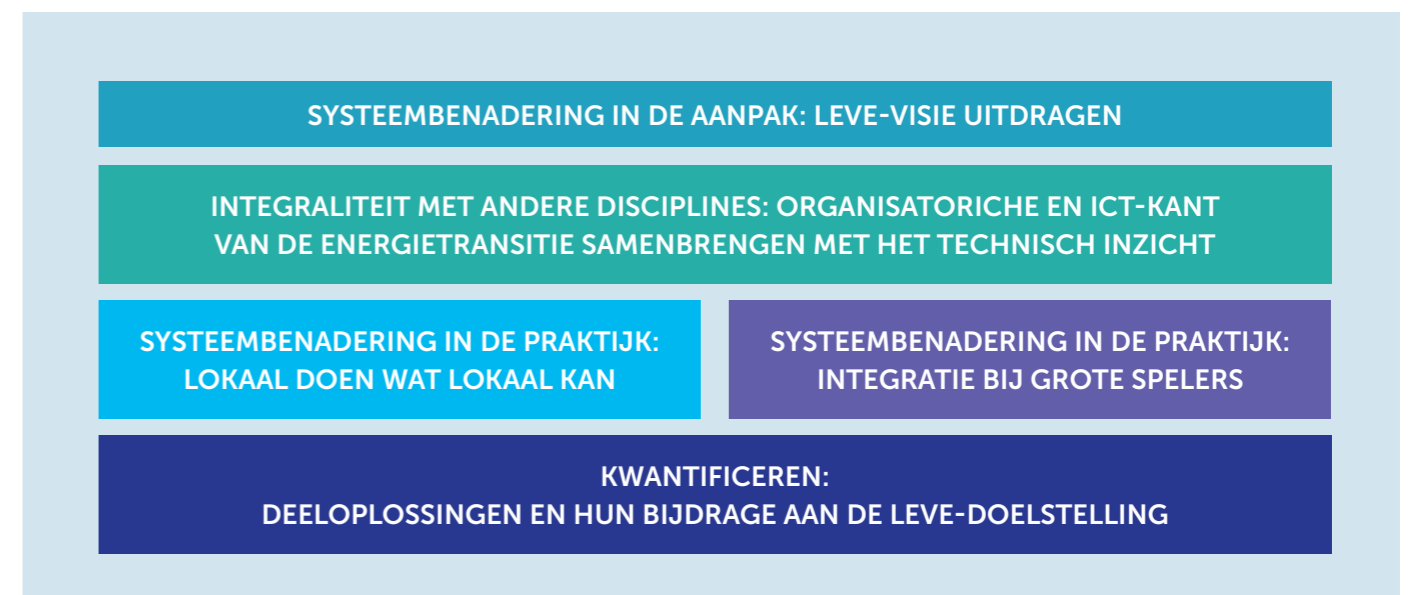 SYSTEEMBENADERING IN DE AANPAK: LEVE-VISIE UITDRAGEN
INTEGRALITEIT MET ANDERE DISCIPLINES: ORGANISATORICHE EN ICT-KANT
VAN DE ENERGIETRANSITIE SAMENBRENGEN MET HET TECHNISCH INZICHT
SYSTEEMBENADERING IN DE PRAKTIJK:
LOKAAL DOEN WAT LOKAAL KAN
SYSTEEMBENADERING IN DE PRAKTIJK:
INTEGRATIE BIJ GROTE SPELERS
KWANTIFICEREN:
DEELOPLOSSINGEN EN HUN BIJDRAGE AAN DE LEVE-DOELSTELLING